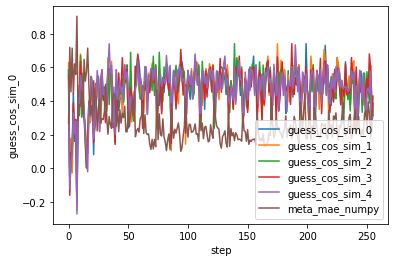 0.8
0.6
0.4
0.2
0.0
−0.2
guess_cos_sim_0
0
50
100
150
200
250
step
guess_cos_sim_0
guess_cos_sim_1
guess_cos_sim_2
guess_cos_sim_3
guess_cos_sim_4
meta_mae_numpy